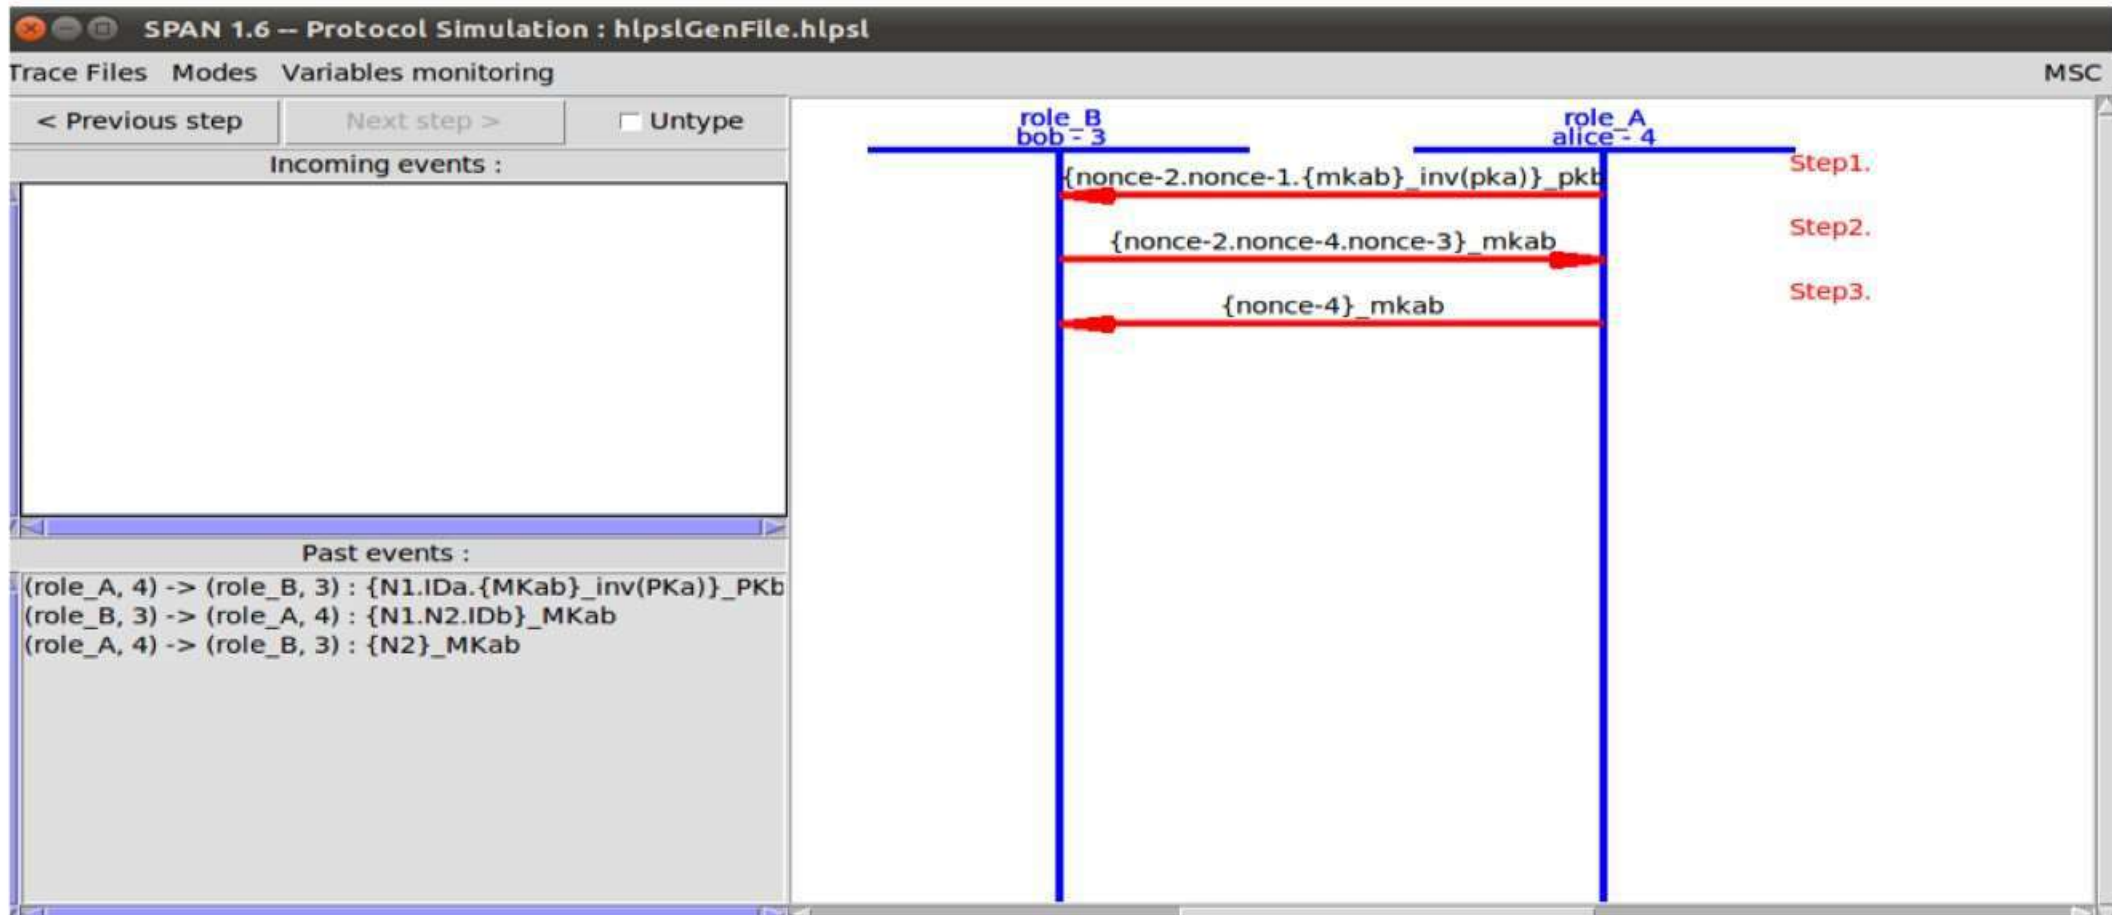 SPAN 1.6 -- Protocol Simulation : hlpslGenFile.hlpsl
Trace Files Modes Variables monitoring MSC
< Previous step Next step > Untype
Incoming events :
Past events :
(role_A, 4) -> (role_B, 3) : {N1.IDa.{MKab}_inv(PKa)}_PKb
(role_B, 3) -> (role_A, 4) : {N1.N2.IDb}_MKab
(role_A, 4) -> (role_B, 3) : {N2}_MKab
role_B
bob - 3
role_A
alice - 4
{nonce-2.nonce-1.{mkab}_inv(pka)}_pkb
Step1.
{nonce-2.nonce-4.nonce-3}_mkab
Step2.
{nonce-4}_mkab
Step3.